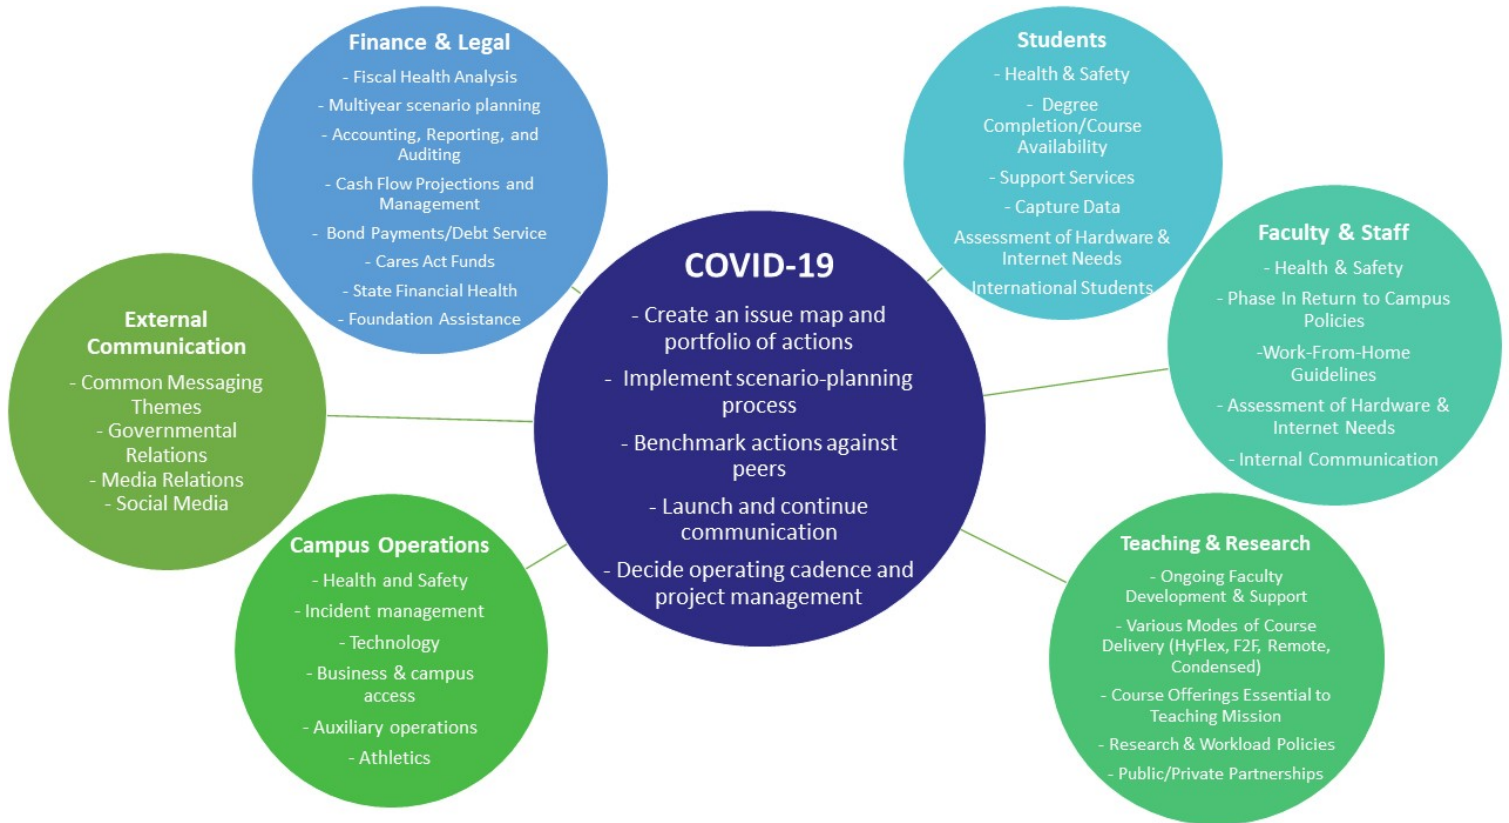 Finance & Legal
- Fiscal Health Analysis
- Multiyear scenario planning
- Accounting, Reporting, and
Auditing
- Cash Flow Projections and
Management
- Bond Payments/Debt Service
- Cares Act Funds
- State Financial Health
- Foundation Assistance
Students
- Health & Safety
- Degree
Completion/Course
Availability
- Support Services
- Capture Data
Assessment of Hardware &
Internet Needs
International Students
Faculty & Staff
- Health & Safety
- Phase In Return to Campus
Policies
-Work-From-Home
Guidelines
- Assessment of Hardware &
Internet Needs
- Internal Communication
COVID-19
- Create an issue map and
portfolio of actions
- Implement scenario-planning
process
- Benchmark actions against
peers
- Launch and continue
communication
- Decide operating cadence and
project management
External
Communication
- Common Messaging
Themes
- Governmental
Relations
- Media Relations
- Social Media
Campus Operations
- Health and Safety
- Incident management
- Technology
- Business & campus
access
- Auxiliary operations
- Athletics
Teaching & Research
- Ongoing Faculty
Development & Support
- Various Modes of Course
Delivery (HyFlex, F2F, Remote,
Condensed)
- Course Offerings Essential to
Teaching Mission
- Research & Workload Policies
- Public/Private Partnerships